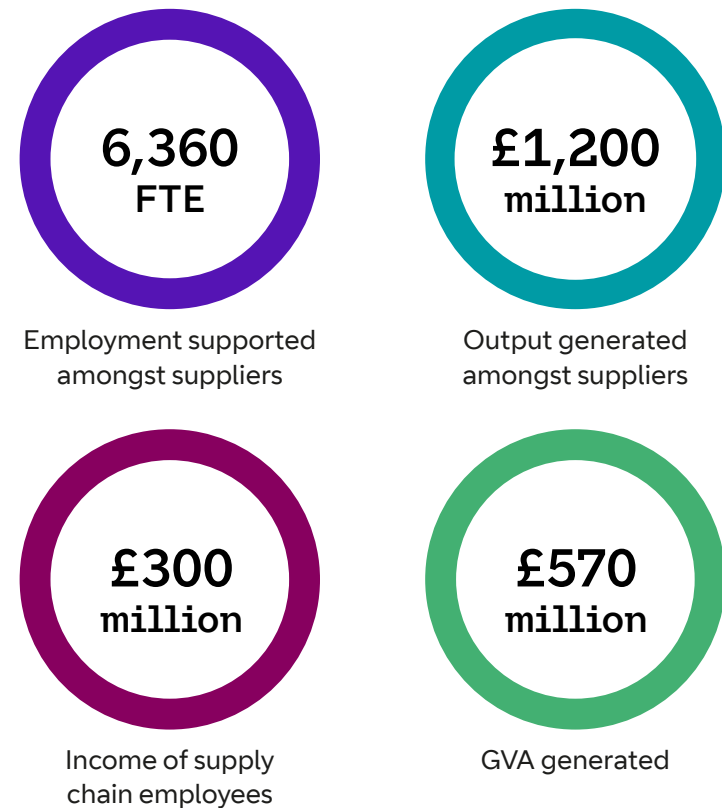 6,360
FTE
Employment supported
amongst suppliers
£1,200
million
Output generated
amongst suppliers
£300
million
Income of supply
chain employees
£570
million
GVA generated